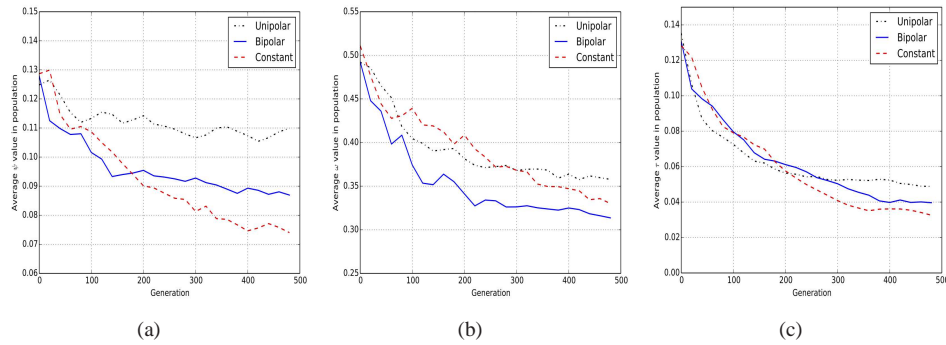 0.14
0.13
0.12
0.11
0.10
0.09
0.08
0.07
0.06
0 100 200 300 400 500
Average ψ value in population
Generation
Unipolar
Bipolar
Constant
(a)
0.55
0.50
0.45
0.40
0.35
0.30
0.25
0 100 200 300 400 500
Average ω value in population
Generation
Unipolar
Bipolar
Constant
(b)
0.14
0.12
0.10
0.08
0.06
0.04
0.02
0.00
0 100 200 300 400 500
Average τ value in population
Generation
Unipolar
Bipolar
Constant
(c)